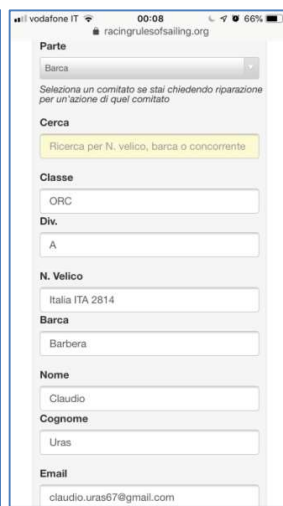 vodafone IT 00:08 66%
racingrulesofsailing.org
Parte
Barca
Seleziona un comitato se stai chiedendo riparazione
per un'azione di quel comitato
Cerca
Ricerca per N. velico, barca o concorrente
Classe
ORC
Div.
A
N. Velico
Italia ITA 2814
Barca
Barbera
Nome
Claudio
Cognome
Uras
Email
claudio.uras67@gmail.com